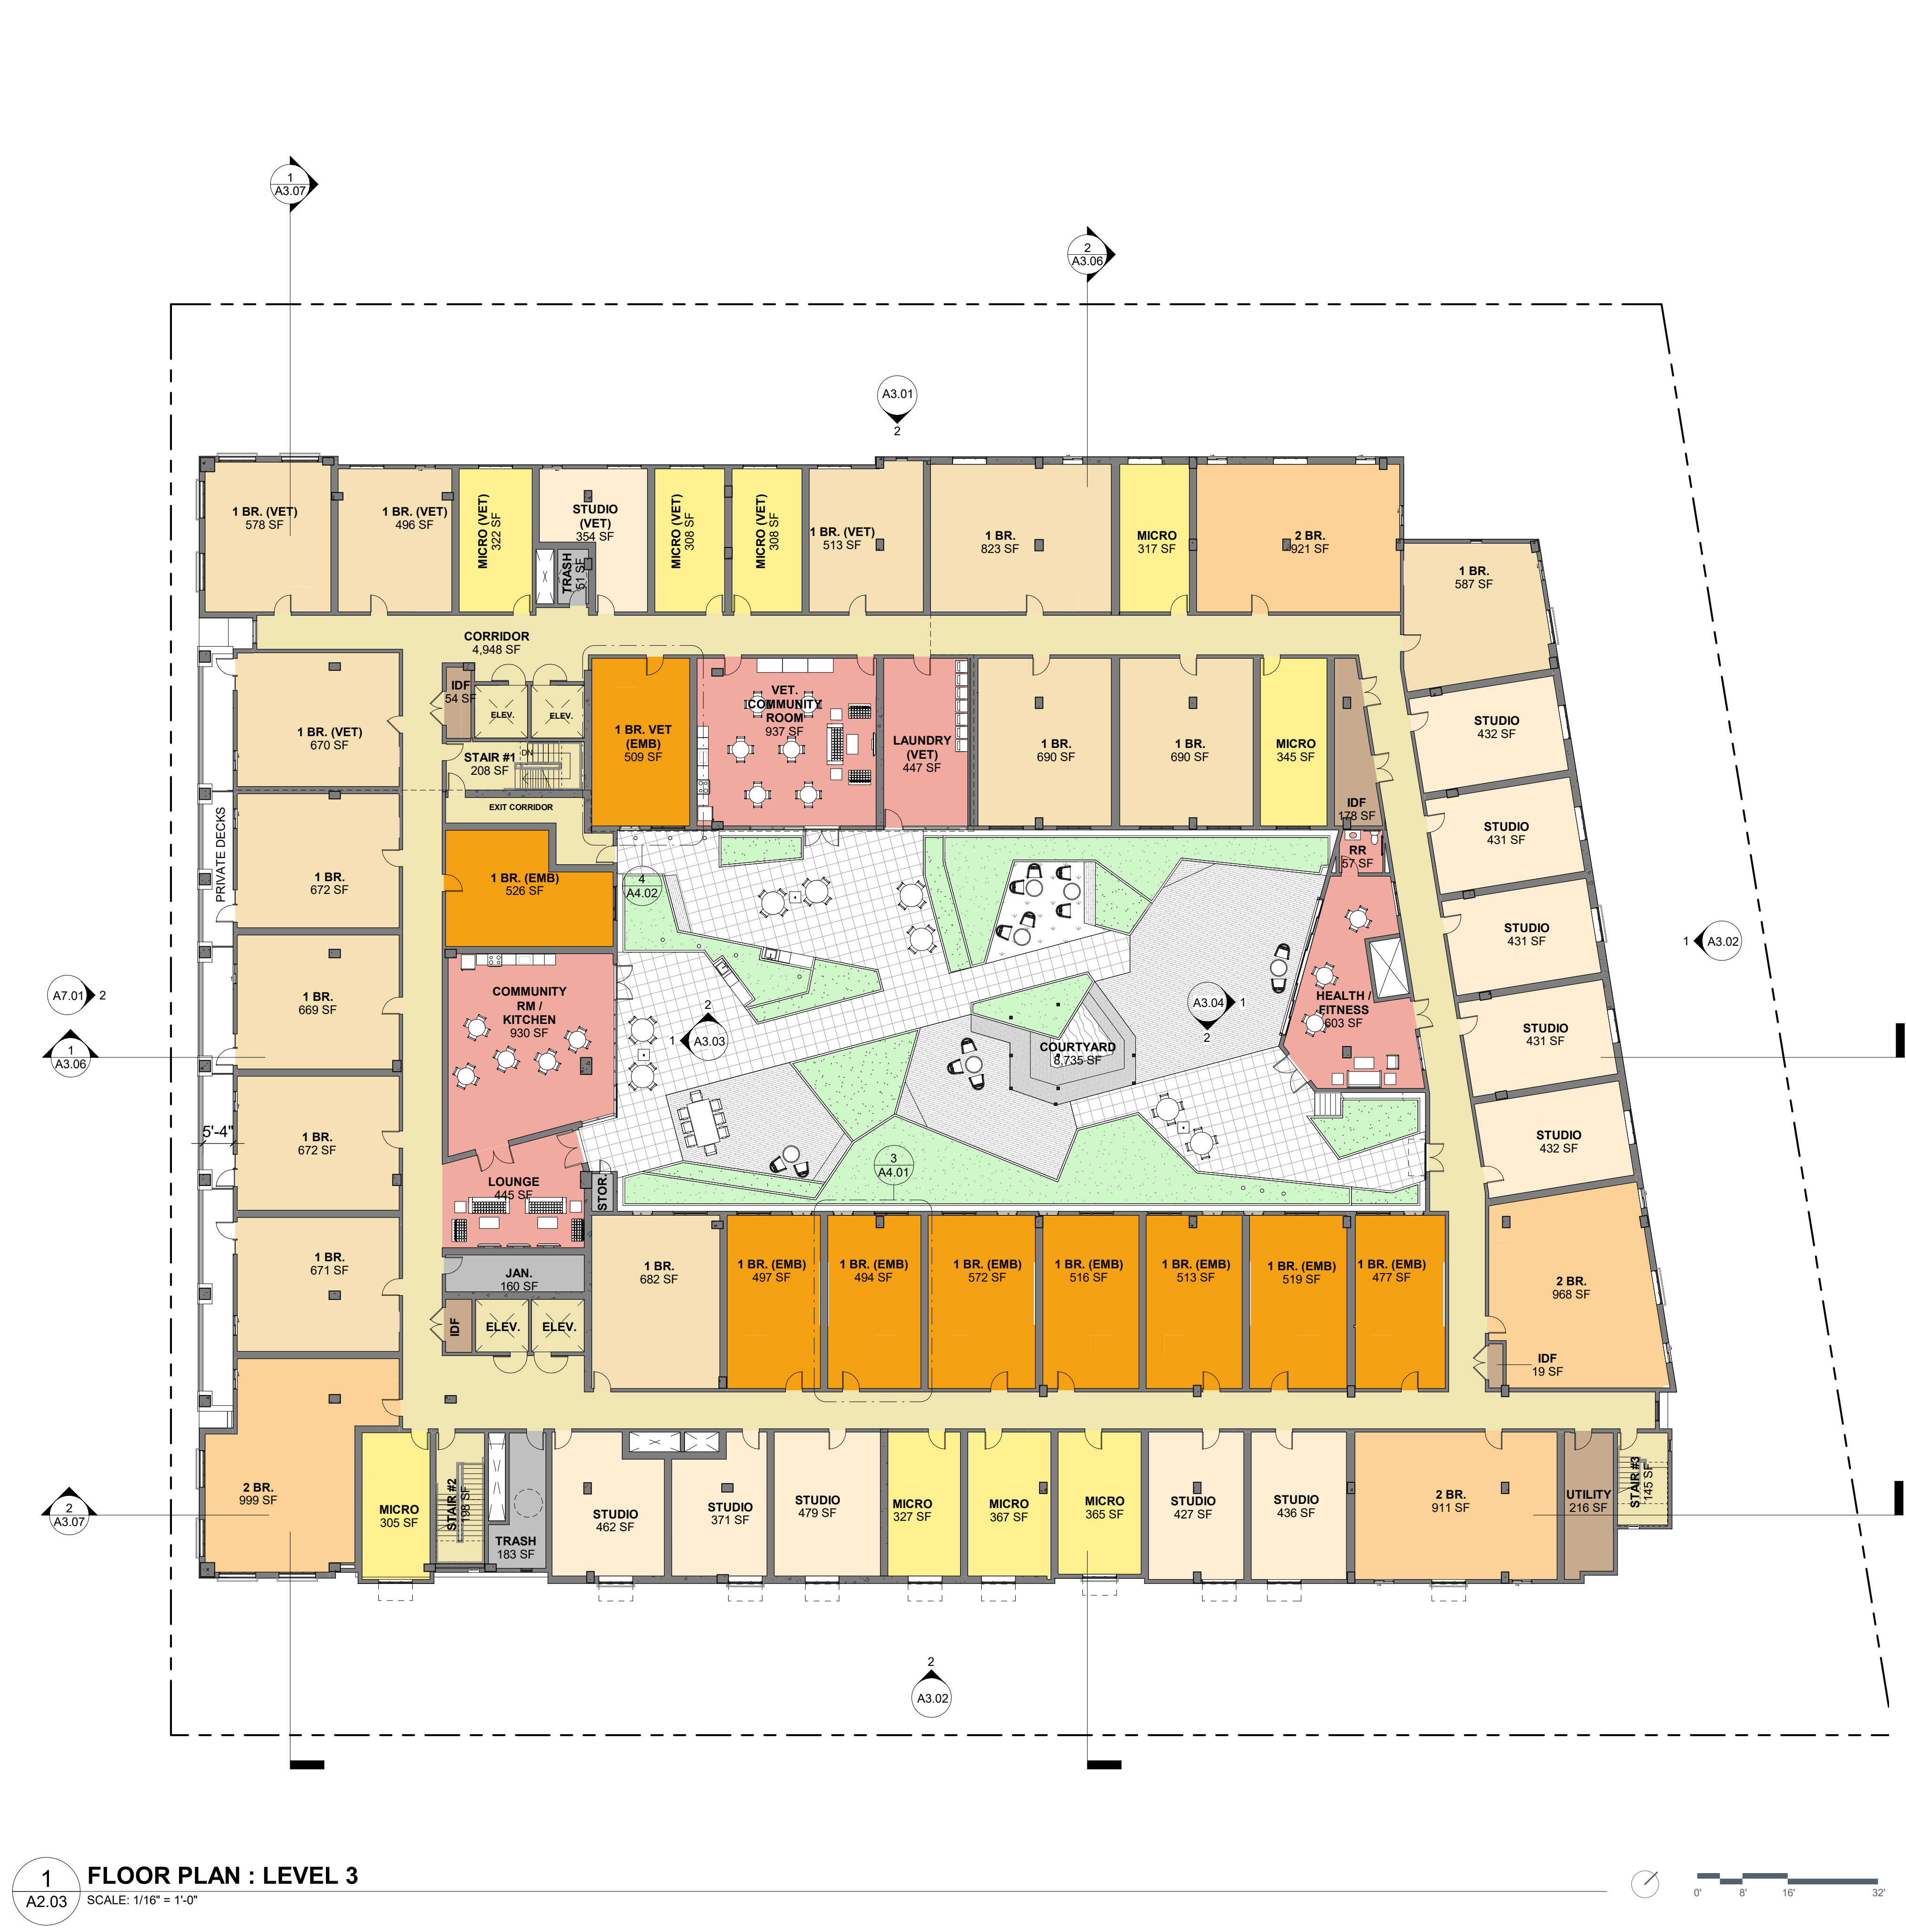 1
A3.07
2
A3.06
A3.01
2
1 BR. (VET)
578 SF
1 BR. (VET)
496 SF
MICRO (VET)
322 SF
STUDIO
(VET)
354 SF
TRASH
51 SF
MICRO (VET)
308 SF
MICRO (VET)
308 SF
1 BR. (VET)
513 SF
1 BR.
823 SF
MICRO
317 SF
2 BR.
921 SF
1 BR.
587 SF
CORRIDOR
4,948 SF
IDF
54 SF
ELEV.
ELEV.
1 BR. (VET)
670 SF
STAIR #1
208 SF
DN
EXIT CORRIDOR
1 BR. VET
(EMB)
509 SF
VET.
COMMUNITY
ROOM
937 SF
LAUNDRY
(VET)
447 SF
1 BR.
690 SF
1 BR.
690 SF
MICRO
345 SF
IDF
178 SF
STUDIO
432 SF
STUDIO
431 SF
STUDIO
431 SF
STUDIO
431 SF
STUDIO
432 SF
RR
57 SF
PRIVATE DECKS
1 BR.
672 SF
1 BR. (EMB)
526 SF
4
A4.02
1
A3.02
A7.01
2
1
A3.06
1 BR.
669 SF
COMMUNITY
RM /
KITCHEN
930 SF
2
1
A3.03
A3.04
1
2
HEALTH /
FITNESS
603 SF
COURTYARD
8,735 SF
5'-4"
1 BR.
672 SF
LOUNGE
445 SF
STOR.
3
A4.01
1 BR.
671 SF
JAN.
160 SF
IDF
ELEV.
ELEV.
1 BR.
682 SF
1 BR. (EMB)
497 SF
1 BR. (EMB)
494 SF
1 BR. (EMB)
572 SF
1 BR. (EMB)
516 SF
1 BR. (EMB)
513 SF
1 BR. (EMB)
519 SF
1 BR. (EMB)
477 SF
2 BR.
968 SF
IDF
19 SF
2
A3.07
2 BR.
999 SF
MICRO
305 SF
STAIR #2
198 SF
TRASH
183 SF
STUDIO
462 SF
STUDIO
371 SF
STUDIO
479 SF
MICRO
327 SF
MICRO
367 SF
MICRO
365 SF
STUDIO
427 SF
STUDIO
436 SF
2 BR.
911 SF
UTILITY
216 SF
STAIR #3
145 SF
2
A3.02
1
A2.03
FLOOR PLAN : LEVEL 3
SCALE: 1/16" = 1'-0"
0'
8'
16'
32'